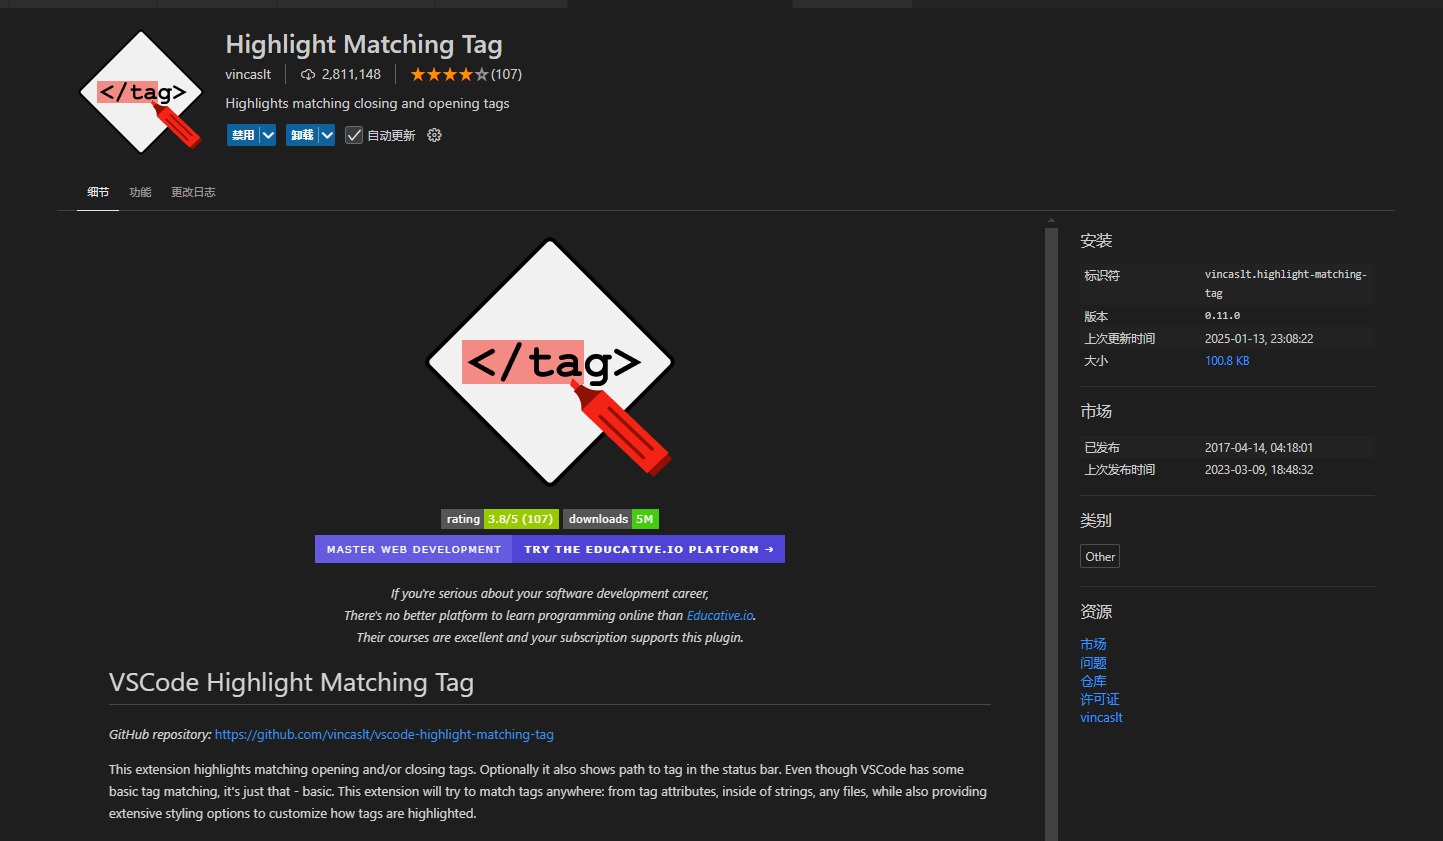 </tag>
Highlight Matching Tag
vincaslt
2,811,148
(107)
Highlights matching closing and opening tags
禁用
卸载
自动更新
细节
功能
更改日志
</tag>
rating 3.8/5 (107)
downloads 5M
MASTER WEB DEVELOPMENT
TRY THE EDUCATIVE.IO PLATFORM →
If you're serious about your software development career,
There's no better platform to learn programming online than Educative.io.
Their courses are excellent and your subscription supports this plugin.
VSCode Highlight Matching Tag
GitHub repository: https://github.com/vincaslt/vscode-highlight-matching-tag
This extension highlights matching opening and/or closing tags. Optionally it also shows path to tag in the status bar. Even though VSCode has some
basic tag matching, it's just that - basic. This extension will try to match tags anywhere: from tag attributes, inside of strings, any files, while also providing
extensive styling options to customize how tags are highlighted.
安装
标识符 vincaslt.highlight-matching-
tag
版本 0.11.0
上次更新时间 2025-01-13, 23:08:22
大小 100.8 KB
市场
已发布 2017-04-14, 04:18:01
上次发布时间 2023-03-09, 18:48:32
类别
Other
资源
市场
问题
仓库
许可证
vincaslt